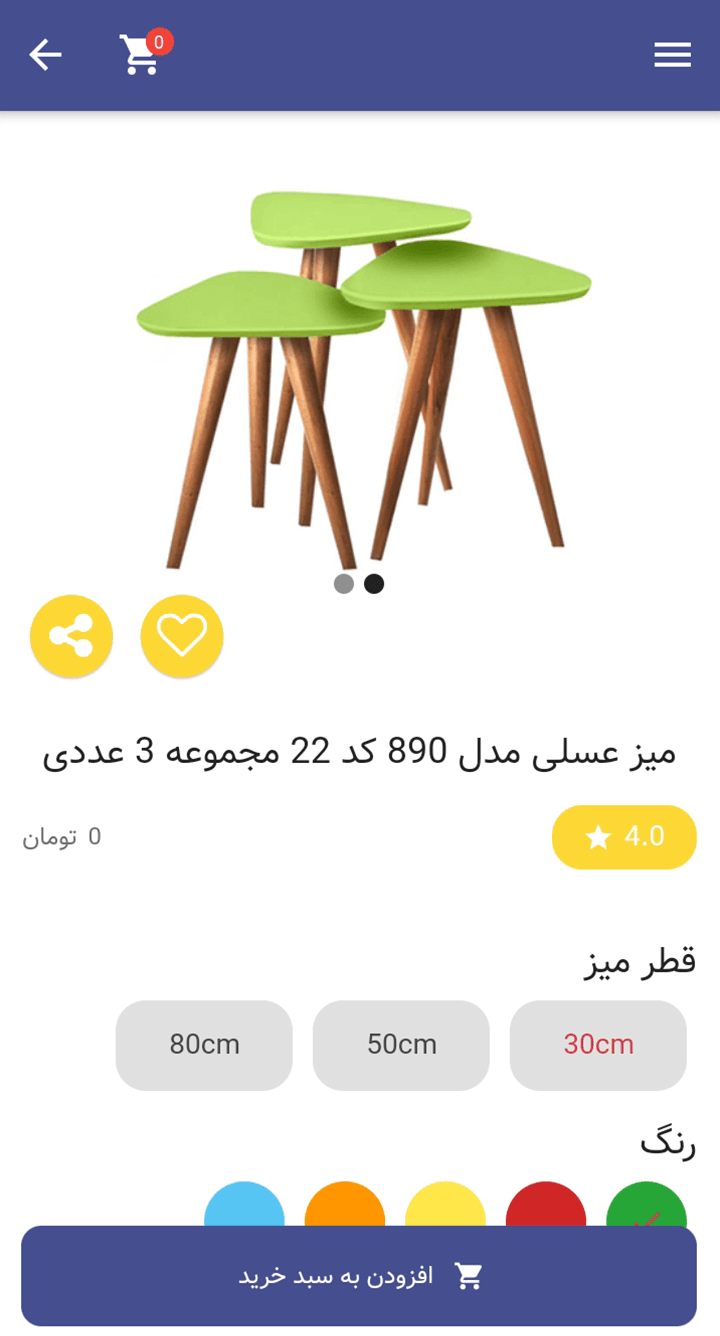 0
میز عسلی مدل 890 کد 22 مجموعه 3 عددی
4.0
0 تومان
قطر میز
30cm 50cm 80cm
رنگ
افزودن به سبد خرید